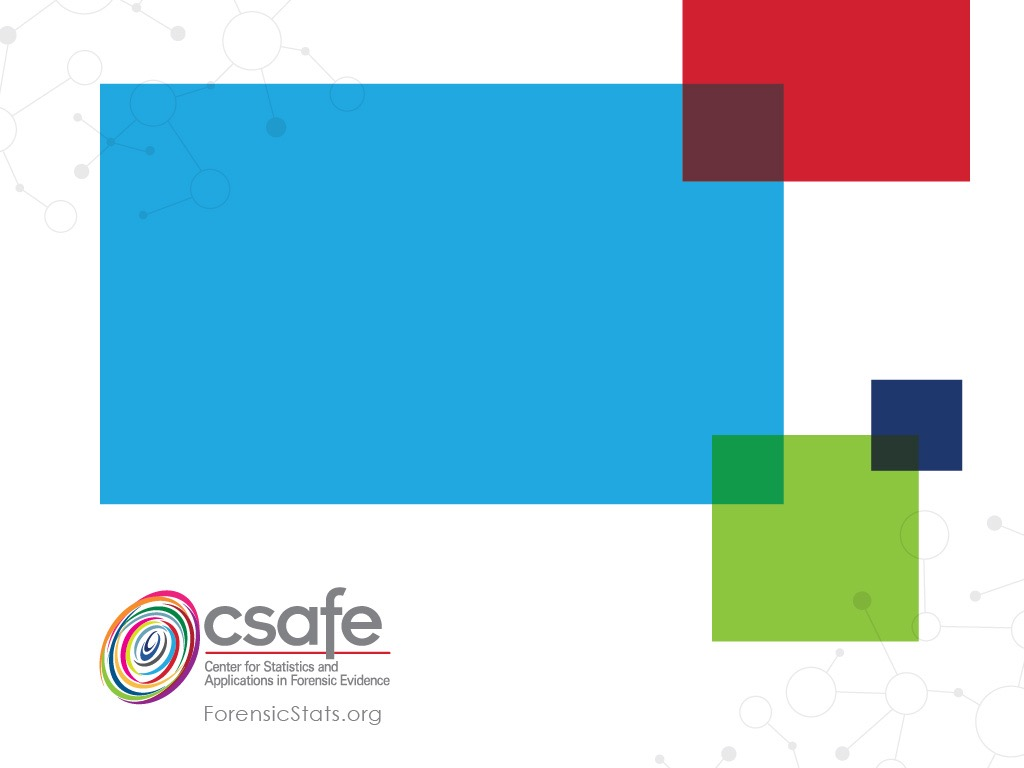 csafe
Center for Statistics and
Applications in Forensic Evidence
ForensicStats.org